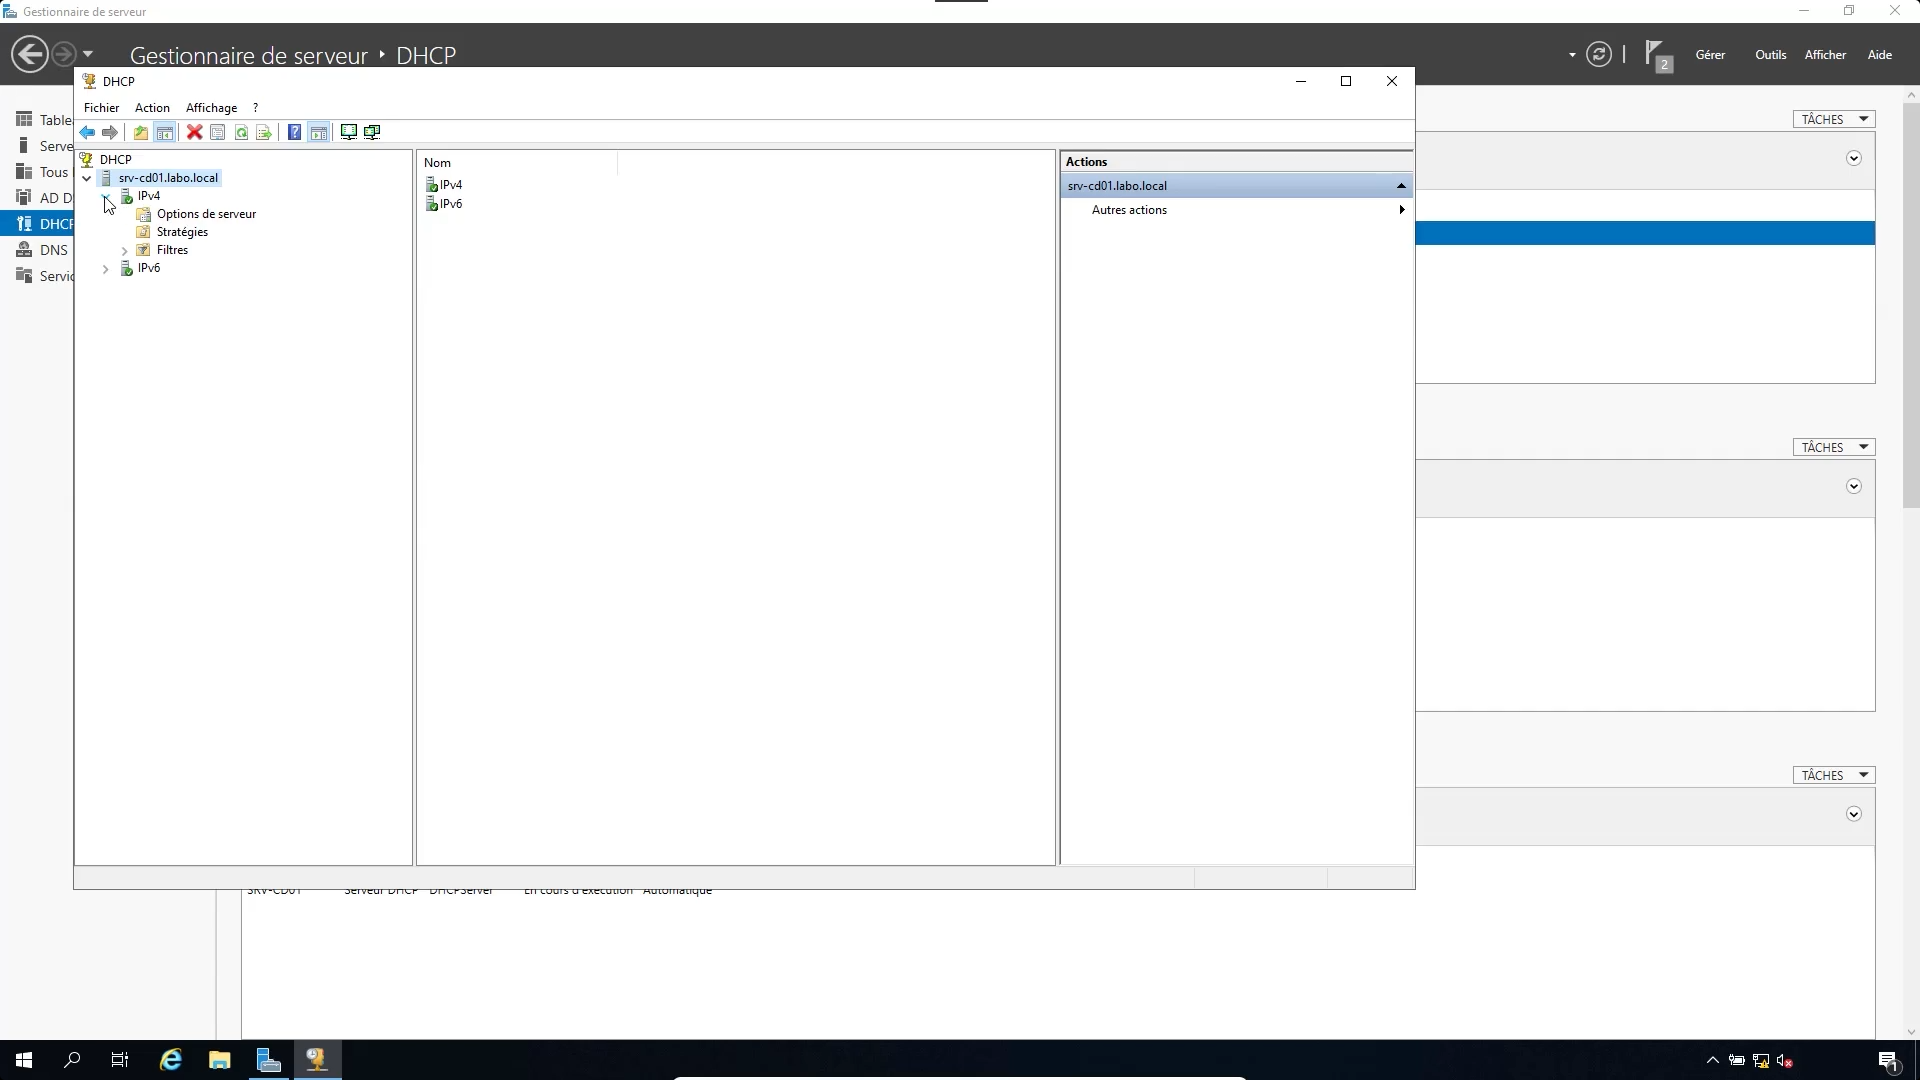 Gestionnaire de serveur
Gestionnaire de serveur ‣ DHCP
2
Gérer
Outils
Afficher
Aide
DHCP
Fichier
Action
Affichage
?
Table
Serve
Tous
AD D
DHCP
DNS
Servic
DHCP
srv-cd01.labo.local
IPv4
Options de serveur
Stratégies
Filtres
IPv6
Nom
IPv4
IPv6
Actions
srv-cd01.labo.local
Autres actions
TÂCHES
TÂCHES
TÂCHES
SRV-CD01 Serveur DHCP DHCPServer En cours d'exécution Automatique
1